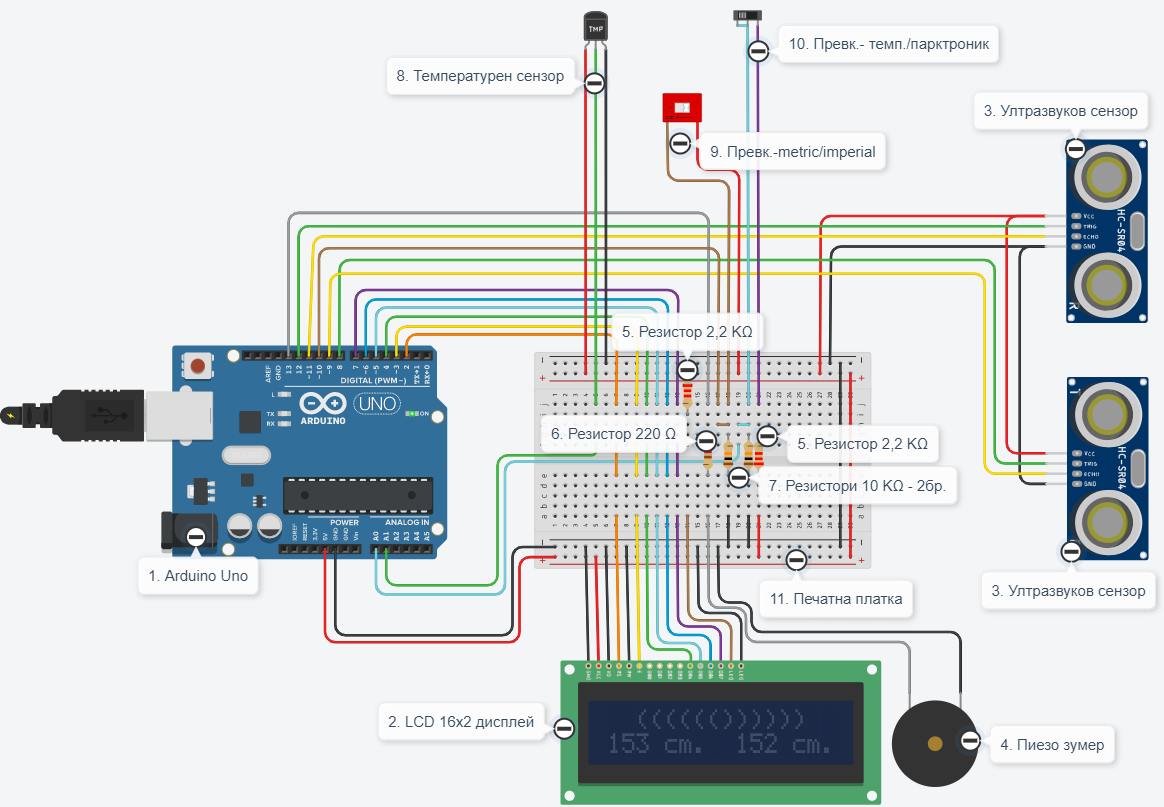 TMP
10. Превк.- темп./парктроник
8. Температурен сензор
3. Ултразвуков сензор
9. Превк.-metric/imperial
HC-SR04
VCC
TRIG
ECHO
GND
5. Резистор 2,2 KΩ
AREF
GND
13
12
~11
~10
~9
8
7
~6
~5
4
~3
2
TX→1
RX←0
DIGITAL (PWM~)
L
TX
RX
UNO
ON
ARDUINO
6. Резистор 220 Ω
5. Резистор 2,2 KΩ
7. Резистори 10 KΩ - 2бр.
HC-SR04
VCC
TRIG
ECHO
GND
IOREF
RESET
3.3V
5V
GND
GND
Vin
POWER
ANALOG IN
A0
A1
A2
A3
A4
A5
1. Arduino Uno
11. Печатна платка
3. Ултразвуков сензор
2. LCD 16x2 дисплей
(((((())))))
153 cm. 152 cm.
4. Пиезо зумер